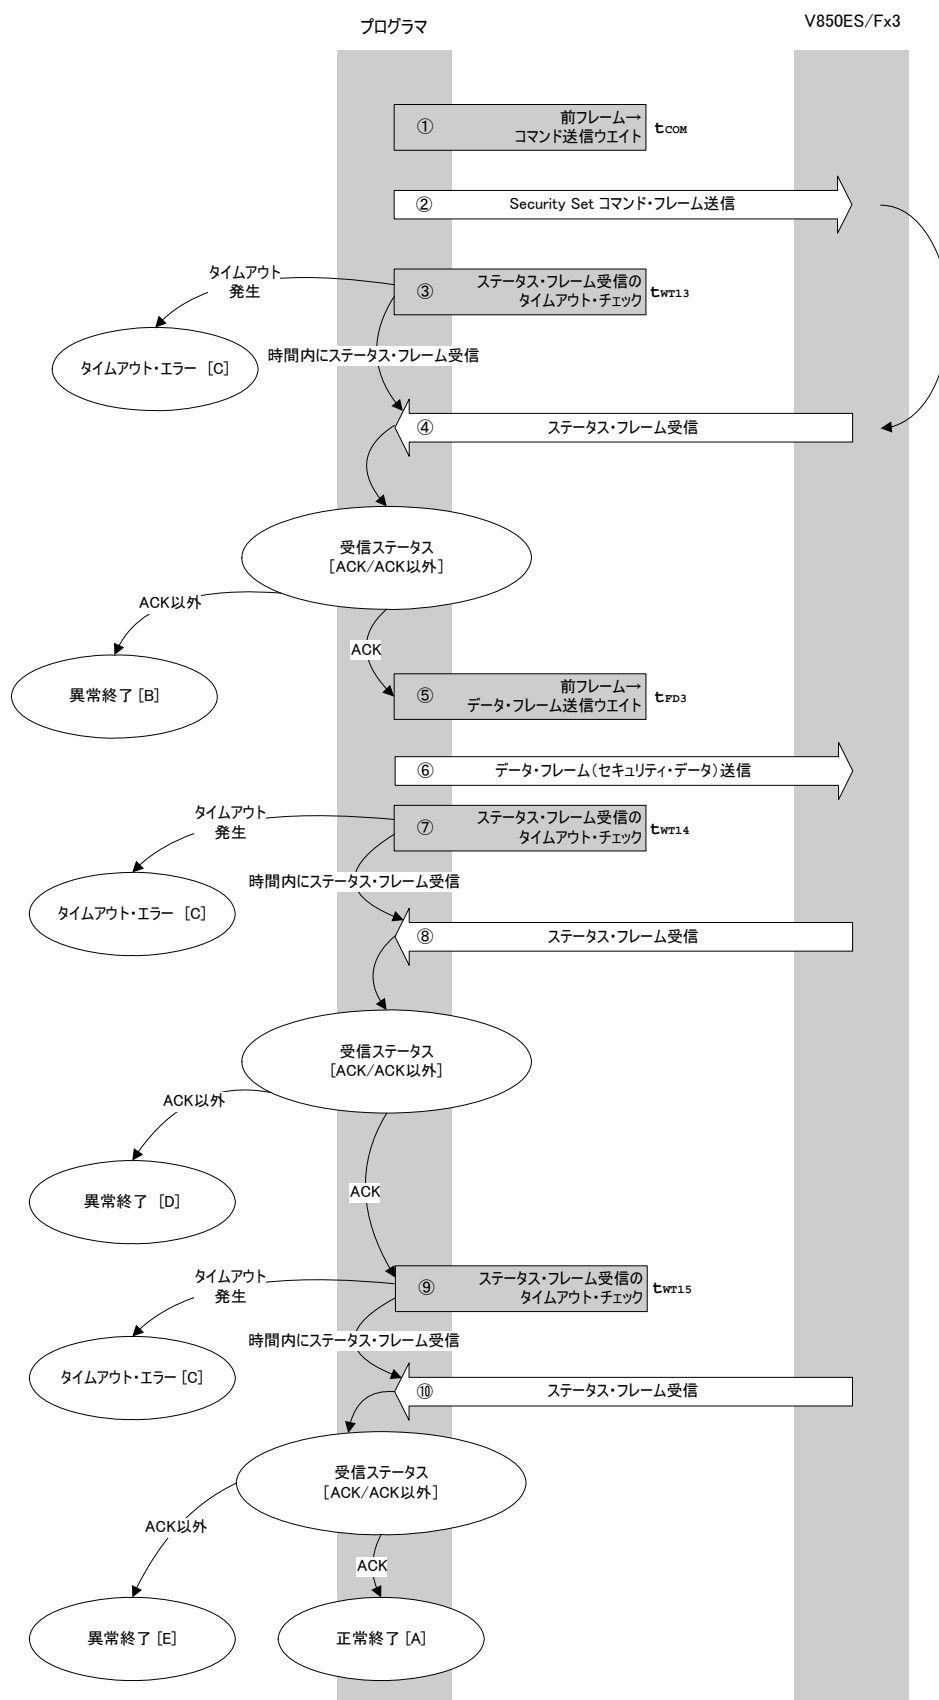 プログラマ
V850ES/Fx3
①
前フレーム→
コマンド送信ウエイト
tCOM
②
Security Set コマンド・フレーム送信
タイムアウト
発生
③
ステータス・フレーム受信の
タイムアウト・チェック
tWT13
タイムアウト・エラー [C]
時間内にステータス・フレーム受信
④
ステータス・フレーム受信
受信ステータス
[ACK/ACK以外]
ACK以外
ACK
異常終了 [B]
⑤
前フレーム→
データ・フレーム送信ウエイト
tFD3
⑥
データ・フレーム(セキュリティ・データ)送信
タイムアウト
発生
⑦
ステータス・フレーム受信の
タイムアウト・チェック
tWT14
時間内にステータス・フレーム受信
タイムアウト・エラー [C]
⑧
ステータス・フレーム受信
受信ステータス
[ACK/ACK以外]
ACK以外
異常終了 [D]
ACK
タイムアウト
発生
⑨
ステータス・フレーム受信の
タイムアウト・チェック
tWT15
時間内にステータス・フレーム受信
タイムアウト・エラー [C]
⑩
ステータス・フレーム受信
受信ステータス
[ACK/ACK以外]
ACK以外
ACK
異常終了 [E]
正常終了 [A]